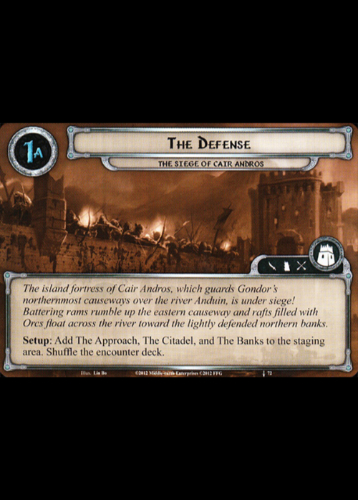 1A
THE DEFENSE
THE SIEGE OF CAIR ANDROS
The island fortress of Cair Andros, which guards Gondor's
northernmost causeways over the river Anduin, is under siege!
Battering rams rumble up the eastern causeway and rafts filled with
Orcs float across the river toward the lightly defended northern banks.
Setup: Add The Approach, The Citadel, and The Banks to the staging
area. Shuffle the encounter deck.
Illus. Lin Bo ©2012 Middle-earth Enterprises ©2012 FFG 72